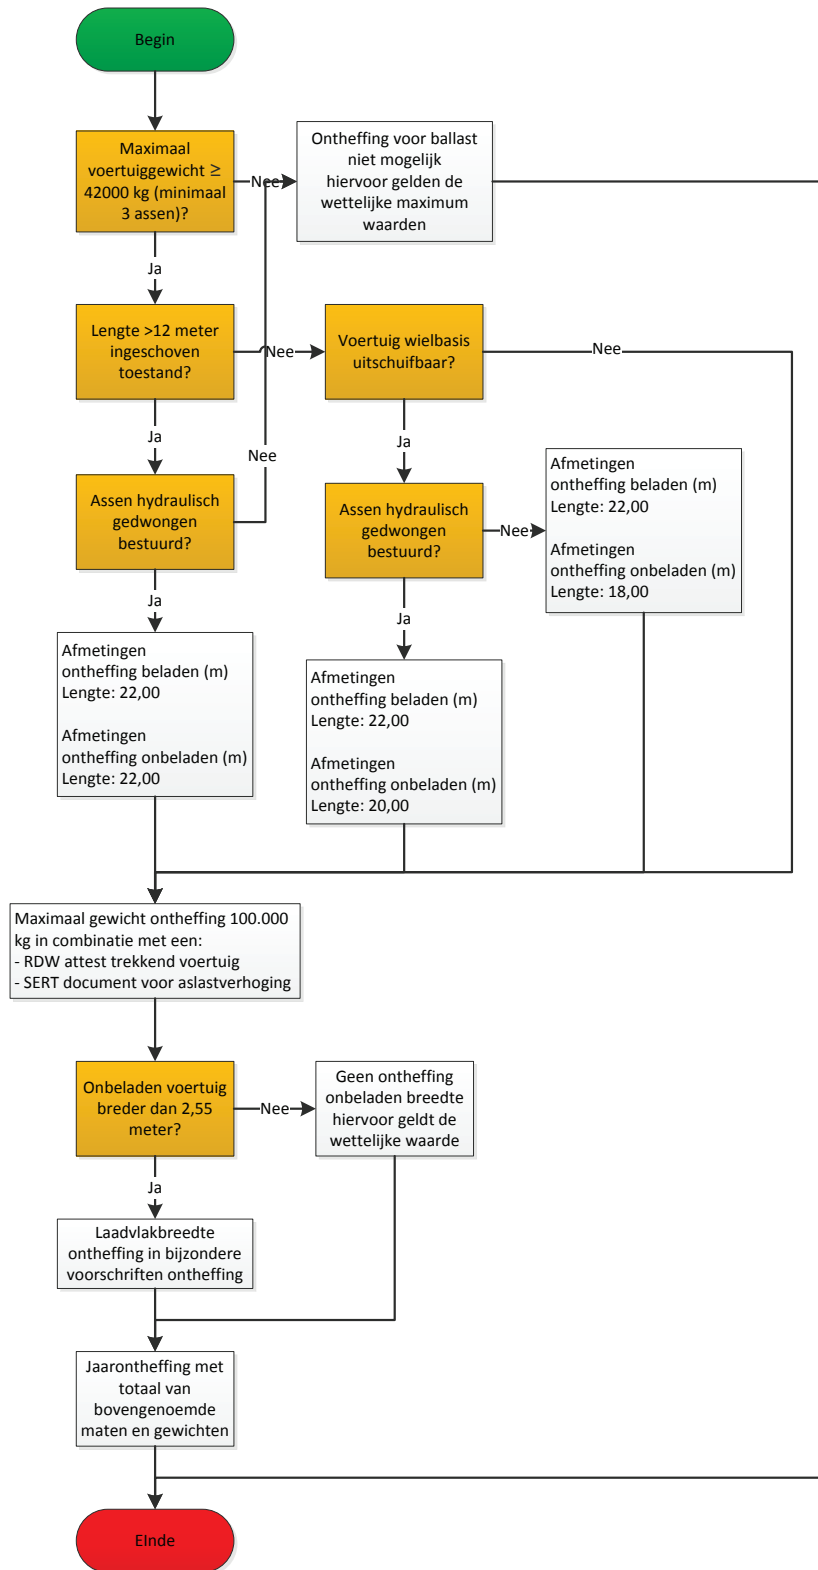 Begin
Maximaal
voertuiggewicht ≥
42000 kg (minimaal
3 assen)?
Nee
Ontheffing voor ballast
niet mogelijk
hiervoor gelden de
wettelijke maximum
waarden
Ja
Lengte >12 meter
ingeschoven
toestand?
Nee
Voertuig wielbasis
uitschuifbaar?
Nee
Ja
Nee
Ja
Assen hydraulisch
gedwongen
bestuurd?
Assen hydraulisch
gedwongen
bestuurd?
Nee
Afmetingen
ontheffing beladen (m)
Lengte: 22,00
Afmetingen
ontheffing onbeladen (m)
Lengte: 18,00
Ja
Ja
Afmetingen
ontheffing beladen (m)
Lengte: 22,00
Afmetingen
ontheffing onbeladen (m)
Lengte: 22,00
Afmetingen
ontheffing beladen (m)
Lengte: 22,00
Afmetingen
ontheffing onbeladen (m)
Lengte: 20,00
Maximaal gewicht ontheffing 100.000
kg in combinatie met een:
- RDW attest trekkend voertuig
- SERT document voor aslastverhoging
Onbeladen voertuig
breder dan 2,55
meter?
Nee
Geen ontheffing
onbeladen breedte
hiervoor geldt de
wettelijke waarde
Ja
Laadvlakbreedte
ontheffing in bijzondere
voorschriften ontheffing
Jaarontheffing met
totaal van
bovengenoemde
maten en gewichten
EInde